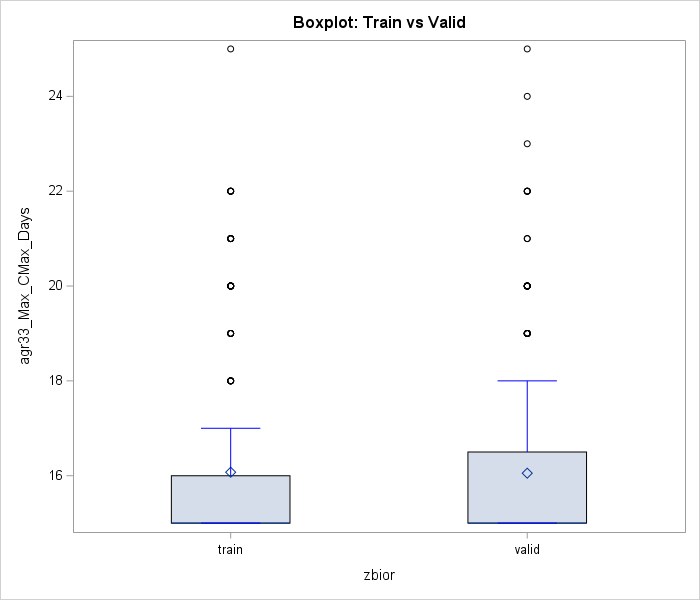 Boxplot: Train vs Valid
24
22
20
18
16
agr33_Max_CMax_Days
train
valid
zbior